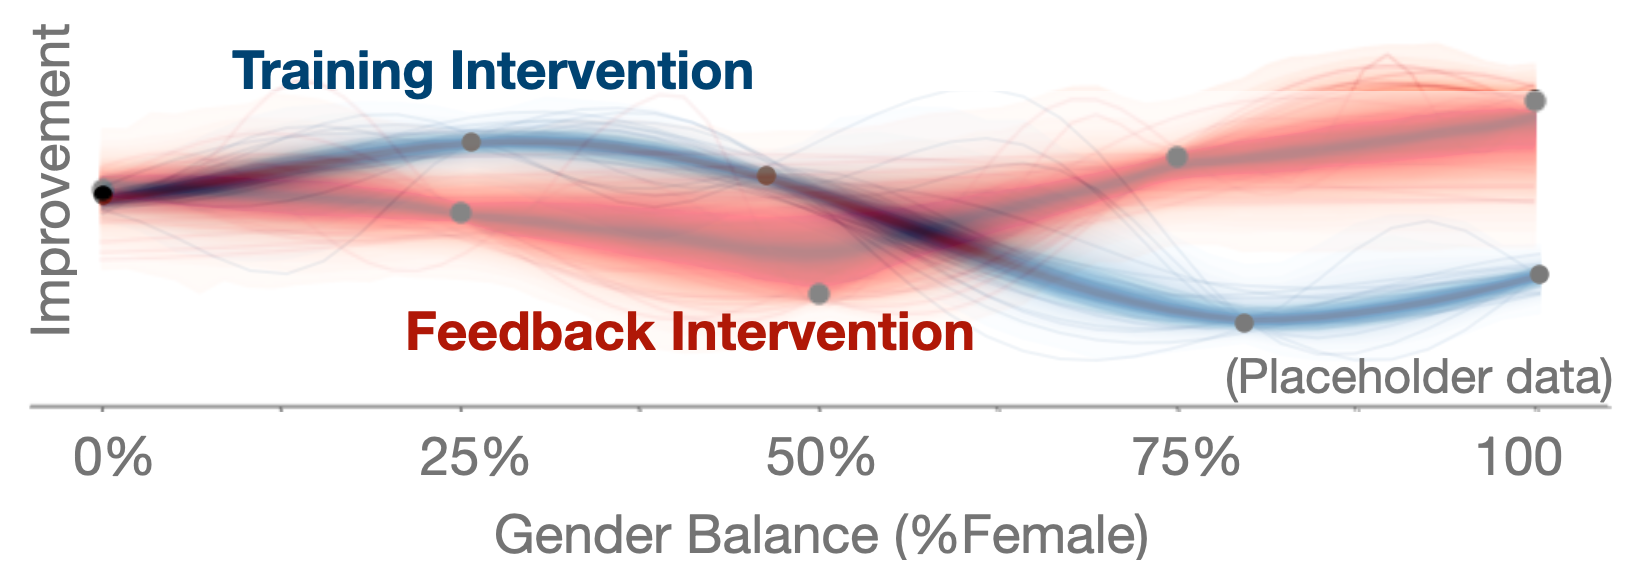 Improvement
Training Intervention
Feedback Intervention
(Placeholder data)
0% 25% 50% 75% 100
Gender Balance (%Female)